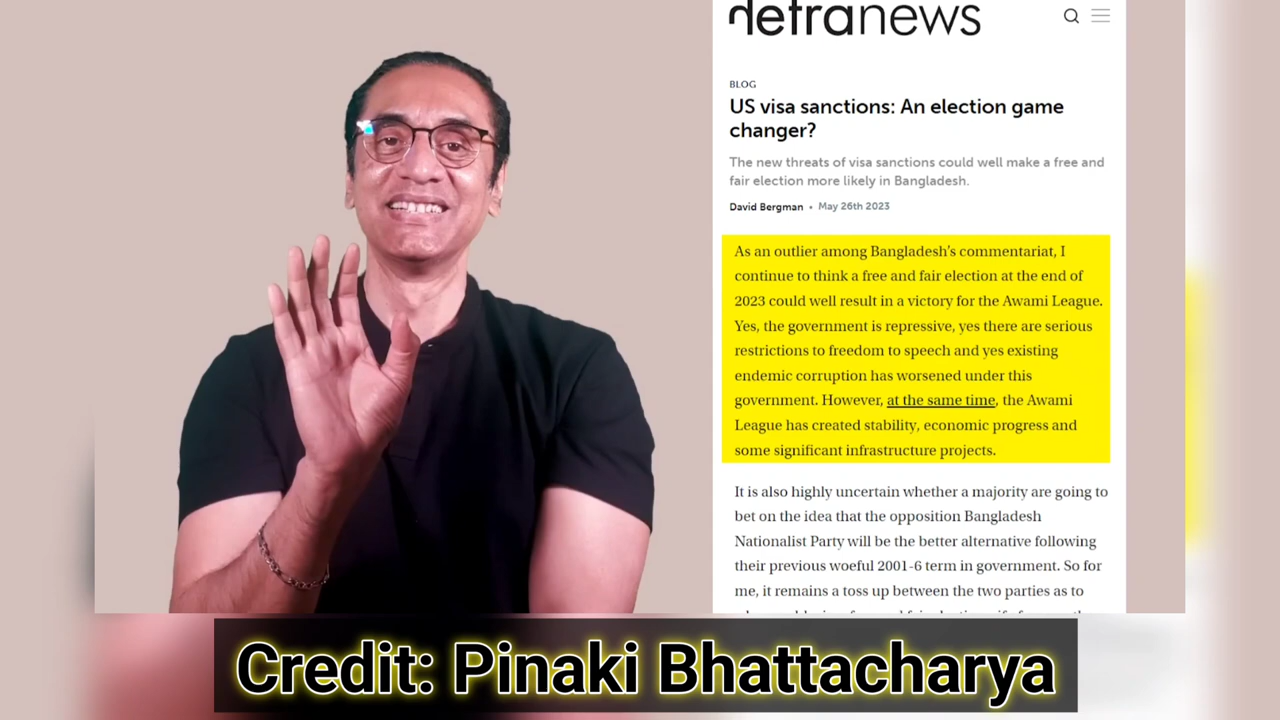 netranews
BLOG
US visa sanctions: An election game
changer?
The new threats of visa sanctions could well make a free and
fair election more likely in Bangladesh.
David Bergman • May 26th 2023
As an outlier among Bangladesh's commentariat, I
continue to think a free and fair election at the end of
2023 could well result in a victory for the Awami League.
Yes, the government is repressive, yes there are serious
restrictions to freedom to speech and yes existing
endemic corruption has worsened under this
government. However, at the same time, the Awami
League has created stability, economic progress and
some significant infrastructure projects.
It is also highly uncertain whether a majority are going to
bet on the idea that the opposition Bangladesh
Nationalist Party will be the better alternative following
their previous woeful 2001-6 term in government. So for
me, it remains a toss up between the two parties as to
Credit: Pinaki Bhattacharya